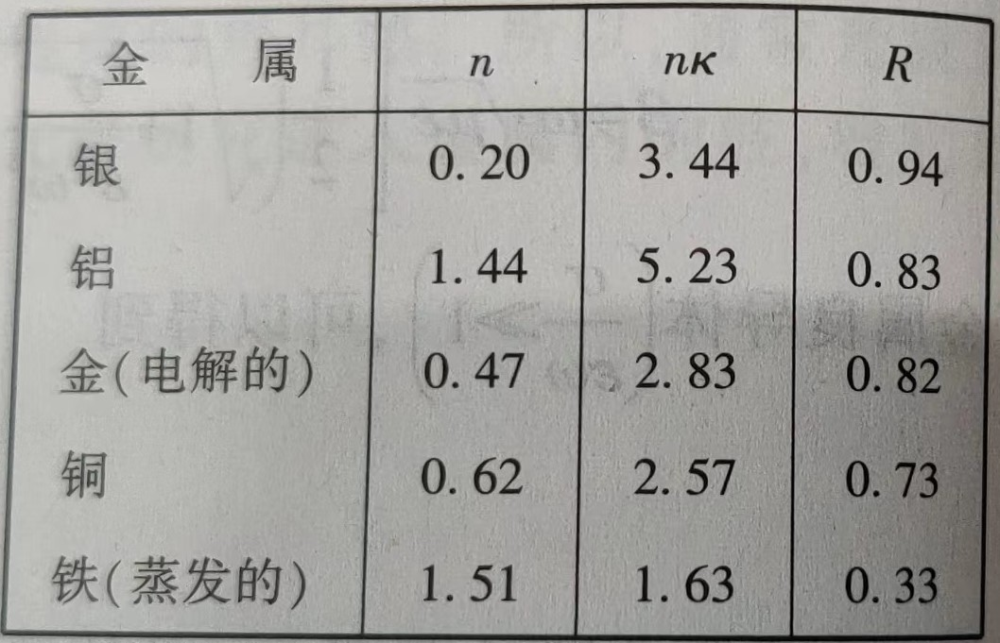 金 属 n nκ R
银 0.20 3.44 0.94
铝 1.44 5.23 0.83
金(电解的) 0.47 2.83 0.82
铜 0.62 2.57 0.73
铁(蒸发的) 1.51 1.63 0.33